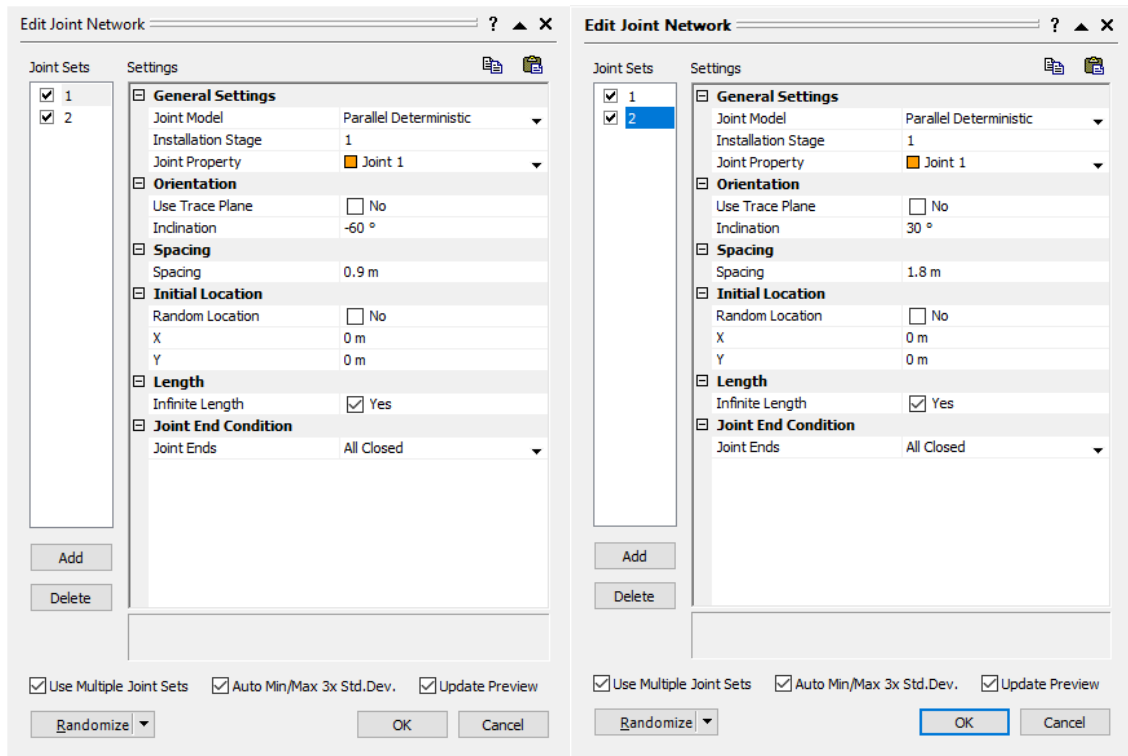 Edit Joint Network ?
Joint Sets Settings
1
2
General Settings
Joint Model Parallel Deterministic
Installation Stage 1
Joint Property Joint 1
Orientation
Use Trace Plane No
Inclination -60 °
Spacing
Spacing 0.9 m
Initial Location
Random Location No
X 0 m
Y 0 m
Length
Infinite Length Yes
Joint End Condition
Joint Ends All Closed
Add
Delete
Use Multiple Joint Sets Auto Min/Max 3x Std.Dev. Update Preview
Randomize OK Cancel
Edit Joint Network ?
Joint Sets Settings
1
2
General Settings
Joint Model Parallel Deterministic
Installation Stage 1
Joint Property Joint 1
Orientation
Use Trace Plane No
Inclination 30 °
Spacing
Spacing 1.8 m
Initial Location
Random Location No
X 0 m
Y 0 m
Length
Infinite Length Yes
Joint End Condition
Joint Ends All Closed
Add
Delete
Use Multiple Joint Sets Auto Min/Max 3x Std.Dev. Update Preview
Randomize OK Cancel